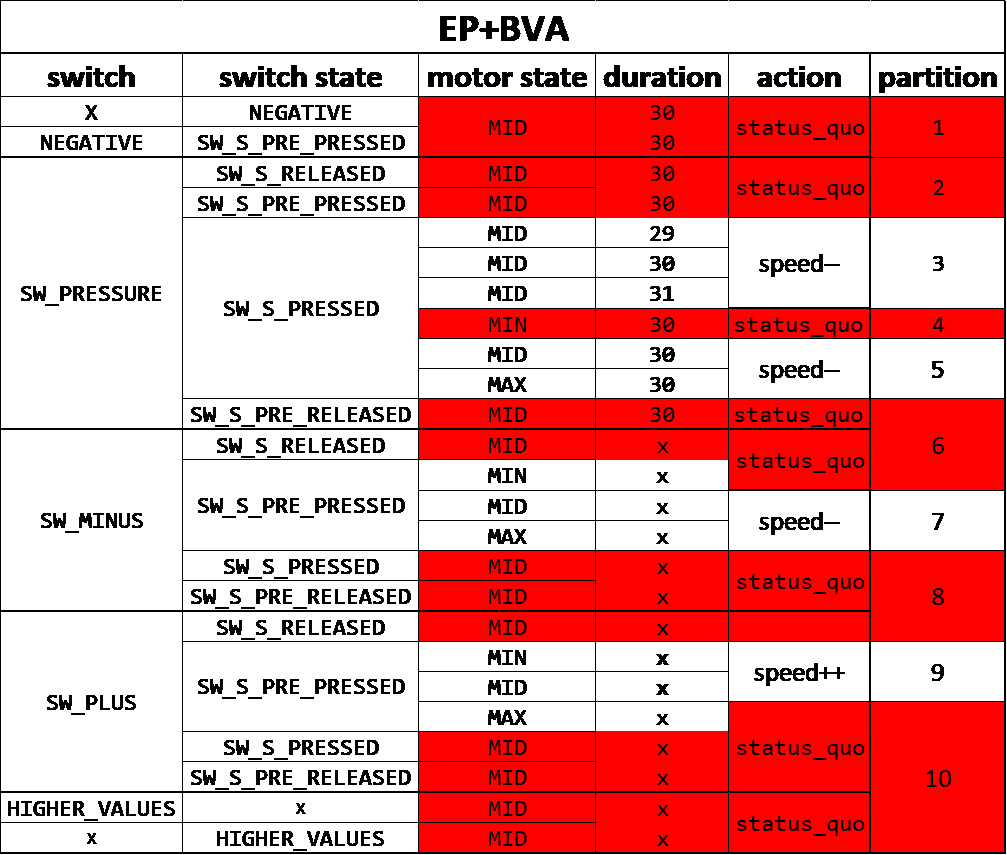 EP+BVA
switch switch state motor state duration action partition
X NEGATIVE MID 30 status_quo 1
NEGATIVE SW_S_PRE_PRESSED 30
SW_PRESSURE SW_S_RELEASED MID 30 status_quo 2
SW_S_PRE_PRESSED MID 30
SW_S_PRESSED MID 29 speed— 3
MID 30
MID 31
MIN 30 status_quo 4
MID 30 speed— 5
MAX 30
SW_S_PRE_RELEASED MID 30 status_quo 6
SW_MINUS SW_S_RELEASED MID x status_quo
SW_S_PRE_PRESSED MIN x
MID x speed— 7
MAX x
SW_S_PRESSED MID x status_quo 8
SW_S_PRE_RELEASED MID x
SW_PLUS SW_S_RELEASED MID x
SW_S_PRE_PRESSED MIN x speed++ 9
MID x
MAX x status_quo 10
SW_S_PRESSED MID x
SW_S_PRE_RELEASED MID x
HIGHER_VALUES x MID x status_quo
x HIGHER_VALUES MID x